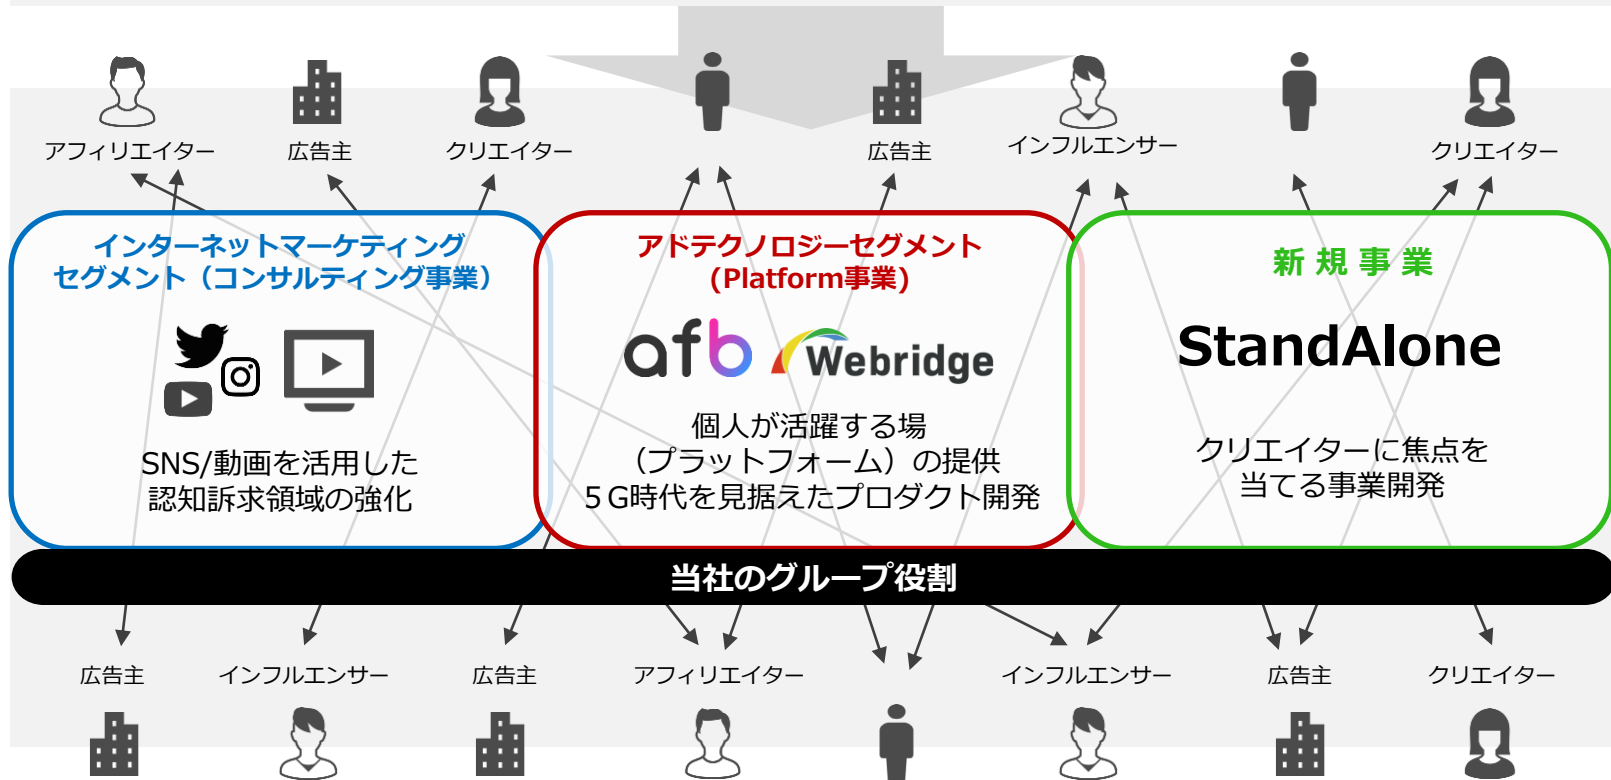 アフィリエイター
広告主
クリエイター
広告主
インフルエンサー
クリエイター
インターネットマーケティング
セグメント（コンサルティング事業）
SNS/動画を活用した
認知訴求領域の強化
アドテクノロジーセグメント
(Platform事業)
afb
Webridge
個人が活躍する場
（プラットフォーム）の提供
５G時代を見据えたプロダクト開発
新規事業
StandAlone
クリエイターに焦点を
当てる事業開発
当社のグループ役割
広告主
インフルエンサー
広告主
アフィリエイター
インフルエンサー
広告主
クリエイター